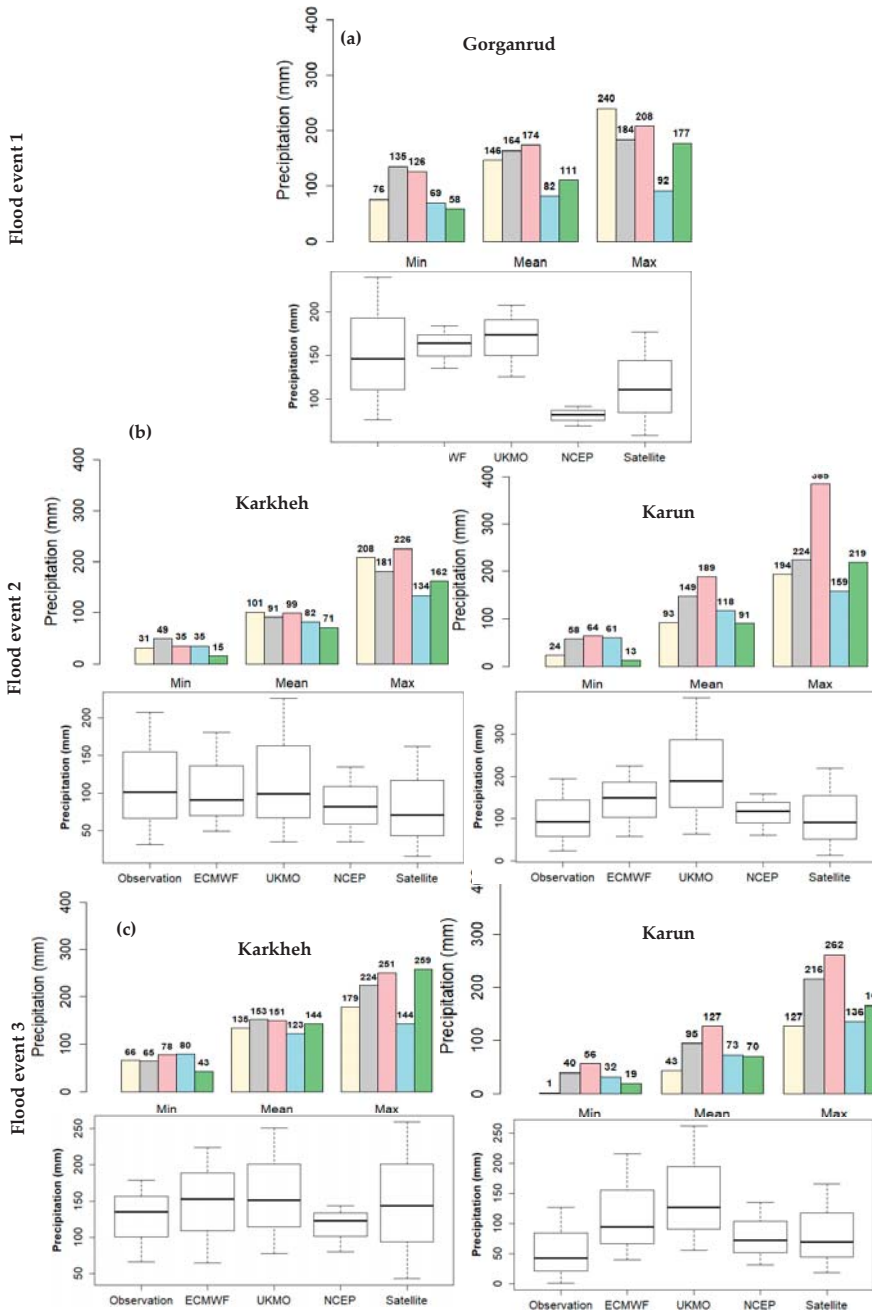 Flood event 1
(a)
Gorganrud
Precipitation (mm)
400
300
200
100
0
76 135 126 69 58
146 164 174 82 111
240 184 208 92 177
Min Mean Max
Precipitation (mm)
200
150
100
WF UKMO NCEP Satellite
Flood event 2
(b)
Karkheh
Precipitation (mm)
400
300
200
100
0
31 49 35 35 15
101 91 99 82 71
208 181 226 134 162
Min Mean Max
Precipitation (mm)
200
150
100
50
Observation ECMWF UKMO NCEP Satellite
Karun
Precipitation (mm)
400
300
200
100
0
24 58 64 61 13
93 149 189 118 91
194 224 385 159 219
Min Mean Max
Precipitation (mm)
300
200
100
0
Observation ECMWF UKMO NCEP Satellite
Flood event 3
(c)
Karkheh
Precipitation (mm)
400
300
200
100
0
66 65 78 80 43
135 153 151 123 144
179 224 251 144 259
Min Mean Max
Precipitation (mm)
250
200
150
100
50
Observation ECMWF UKMO NCEP Satellite
Karun
Precipitation (mm)
300
200
100
0
1 40 56 32 19
43 95 127 73 70
127 216 262 136
Min Mean Max
Precipitation (mm)
250
200
150
100
50
0
Observation ECMWF UKMO NCEP Satellite